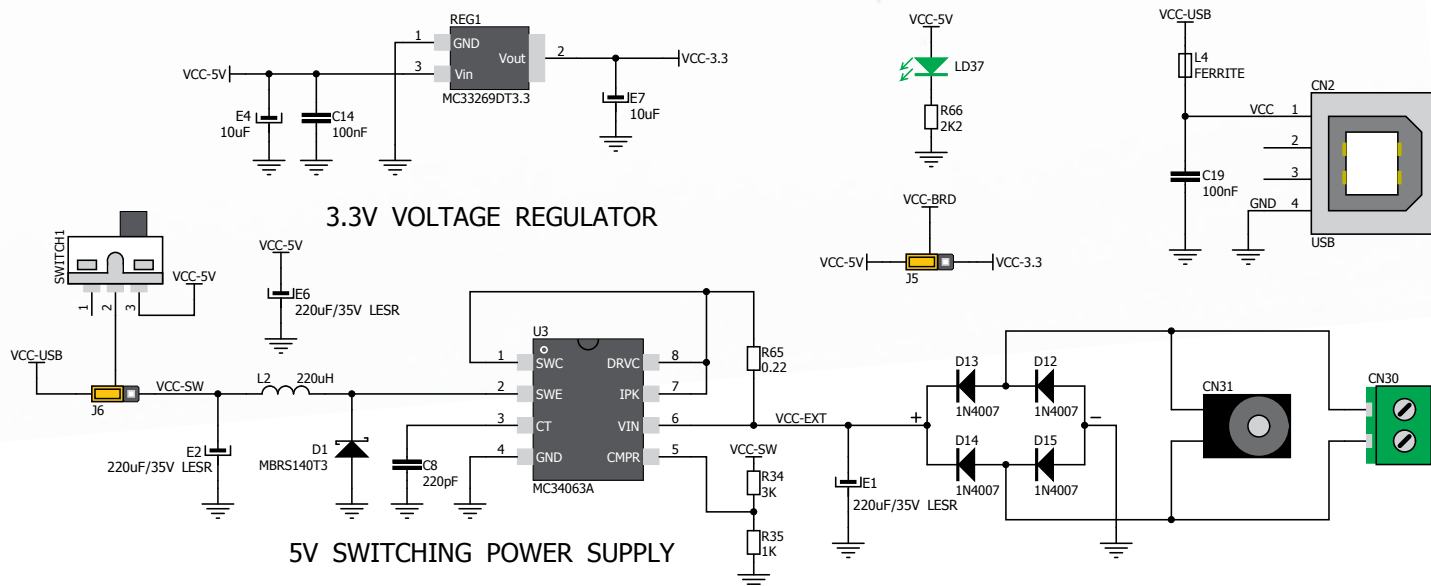 REG1
1
GND
Vout
2
VCC-3.3
VCC-5V
3
Vin
MC33269DT3.3
E4
10uF
C14
100nF
E7
10uF
3.3V VOLTAGE REGULATOR
VCC-5V
LD37
R66
2K2
VCC-USB
L4
FERRITE
CN2
VCC
1
2
3
GND
4
USB
C19
100nF
VCC-BRD
VCC-5V
VCC-3.3
J5
SWITCH1
1
2
3
VCC-5V
VCC-5V
E6
220uF/35V LESR
VCC-USB
J6
VCC-SW
L2
220uH
E2
220uF/35V LESR
D1
MBRS140T3
C8
220pF
U3
1
SWC
DRVC
8
2
SWE
IPK
7
3
CT
VIN
6
4
GND
CMPR
5
MC34063A
R65
0.22
VCC-EXT
VCC-SW
R34
3K
R35
1K
E1
220uF/35V LESR
D13
1N4007
D12
1N4007
+
−
D14
1N4007
D15
1N4007
CN31
CN30
5V SWITCHING POWER SUPPLY